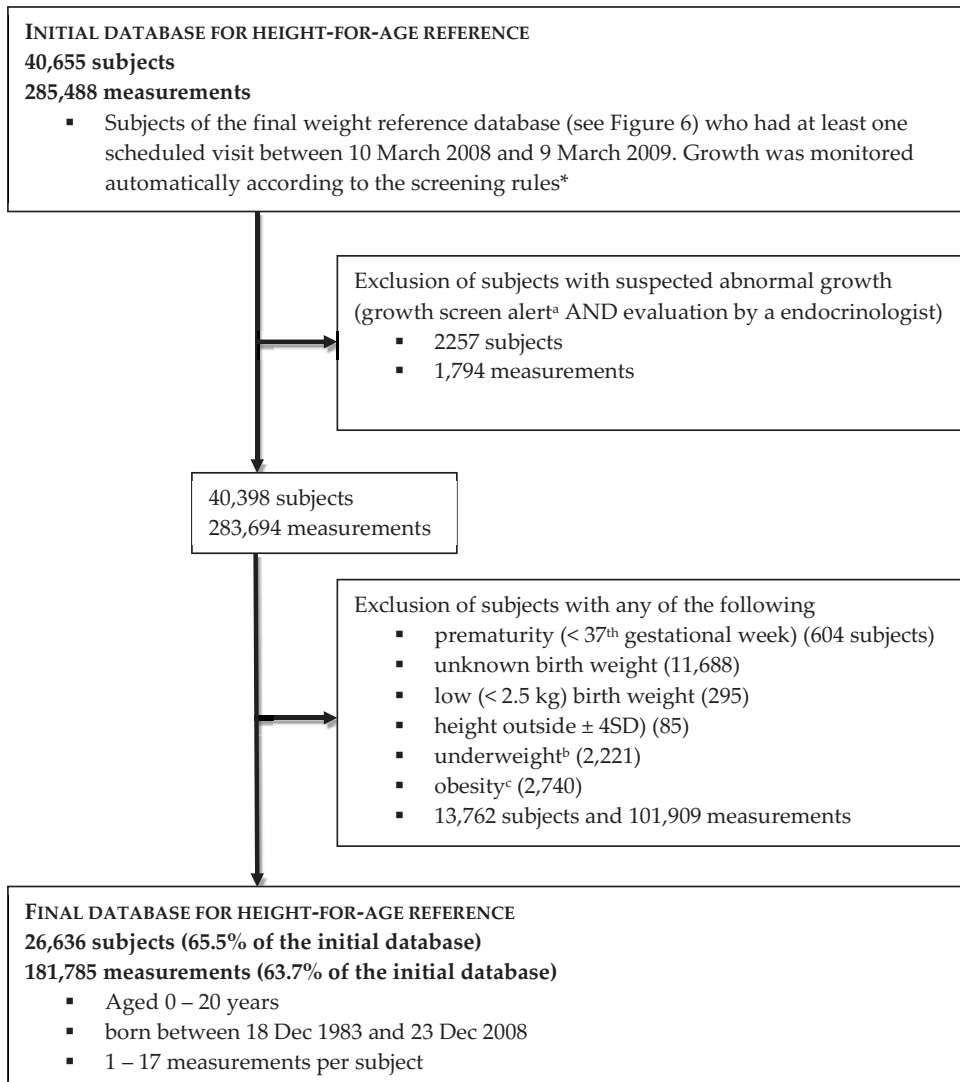 INITIAL DATABASE FOR HEIGHT-FOR-AGE REFERENCE
40,655 subjects
285,488 measurements
▪ Subjects of the final weight reference database (see Figure 6) who had at least one
scheduled visit between 10 March 2008 and 9 March 2009. Growth was monitored
automatically according to the screening rules*
Exclusion of subjects with suspected abnormal growth
(growth screen alertᵃ AND evaluation by a endocrinologist)
▪ 2257 subjects
▪ 1,794 measurements
40,398 subjects
283,694 measurements
Exclusion of subjects with any of the following
▪ prematurity (< 37ᵗʰ gestational week) (604 subjects)
▪ unknown birth weight (11,688)
▪ low (< 2.5 kg) birth weight (295)
▪ height outside ± 4SD) (85)
▪ underweightᵇ (2,221)
▪ obesityᶜ (2,740)
▪ 13,762 subjects and 101,909 measurements
FINAL DATABASE FOR HEIGHT-FOR-AGE REFERENCE
26,636 subjects (65.5% of the initial database)
181,785 measurements (63.7% of the initial database)
▪ Aged 0 – 20 years
▪ born between 18 Dec 1983 and 23 Dec 2008
▪ 1 – 17 measurements per subject